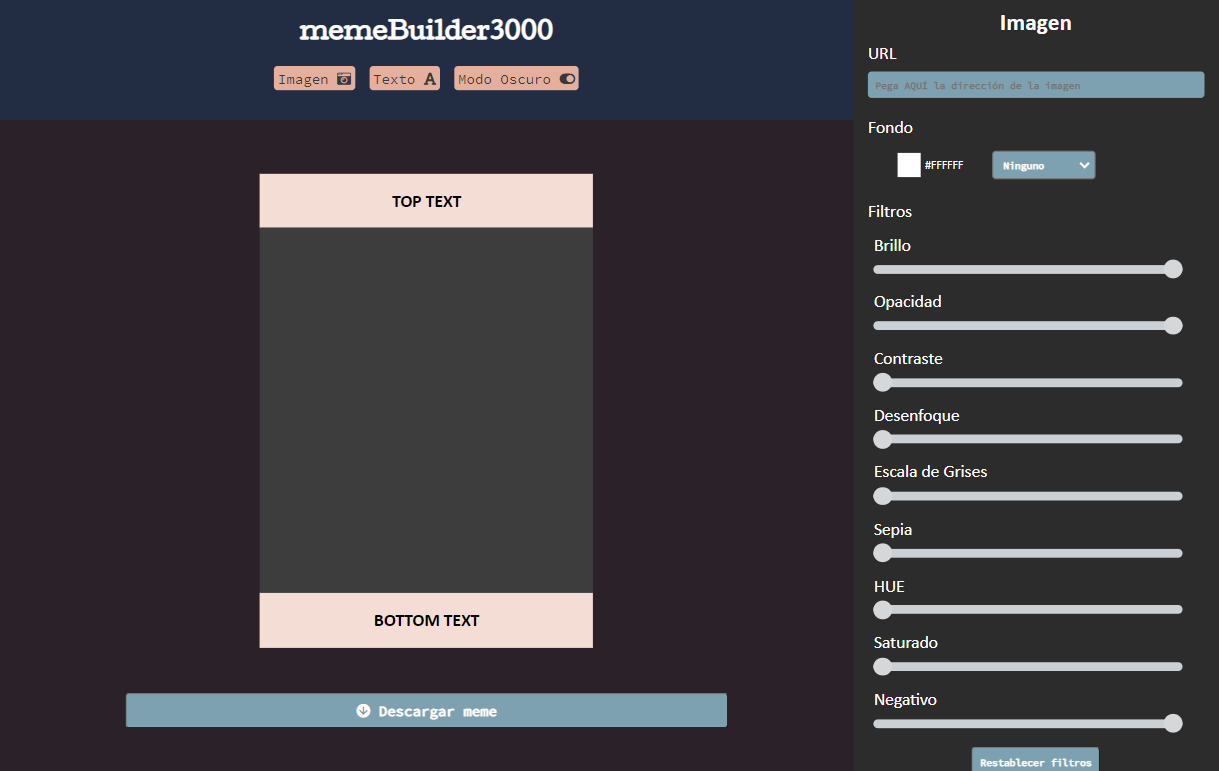 memeBuilder3000
Imagen
Texto
Modo Oscuro
TOP TEXT
BOTTOM TEXT
Descargar meme
Imagen
URL
Pega AQUÍ la dirección de la imagen
Fondo
#FFFFFF
Ninguno
Filtros
Brillo
Opacidad
Contraste
Desenfoque
Escala de Grises
Sepia
HUE
Saturado
Negativo
Restablecer filtros